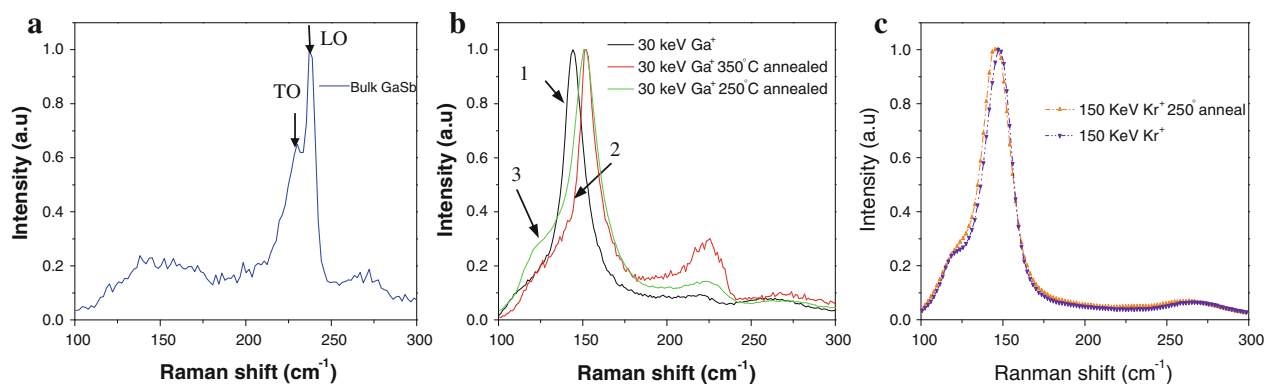 a
LO
TO
Bulk GaSb
Intensity (a.u)
1.0
0.8
0.6
0.4
0.2
0.0
100
150
200
250
300
Raman shift (cm-1)
b
1
2
3
30 keV Ga+
30 keV Ga+ 350°C annealed
30 keV Ga+ 250°C annealed
Intensity (a.u)
1.0
0.8
0.6
0.4
0.2
0.0
100
150
200
250
300
Raman shift (cm-1)
c
150 KeV Kr+ 250° anneal
150 KeV Kr+
Intensity (a.u)
1.0
0.8
0.6
0.4
0.2
0.0
100
150
200
250
300
Ranman shift (cm-1)